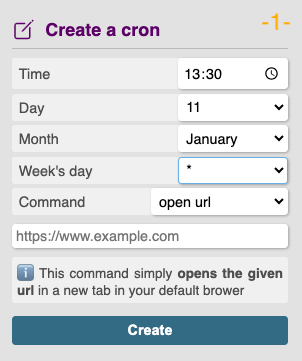 Create a cron
-1-
Time 13:30
Day 11
Month January
Week's day *
Command open url
https://www.example.com
ℹ️ This command simply opens the given
url in a new tab in your default brower
Create